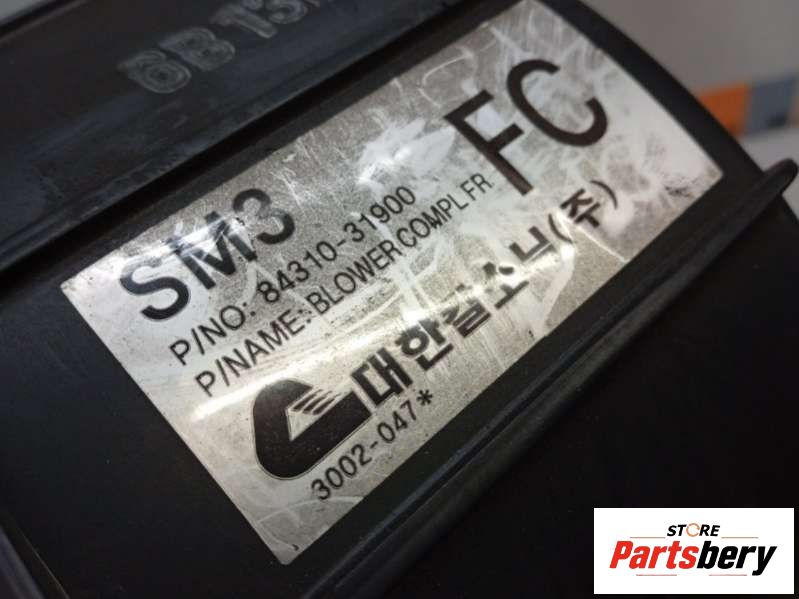 6B
SM3
FC
P/NO: 84310-31900
P/NAME: BLOWER COMPL FR
대한칼소닉(주)
3002-047*
STORE
Partsbery